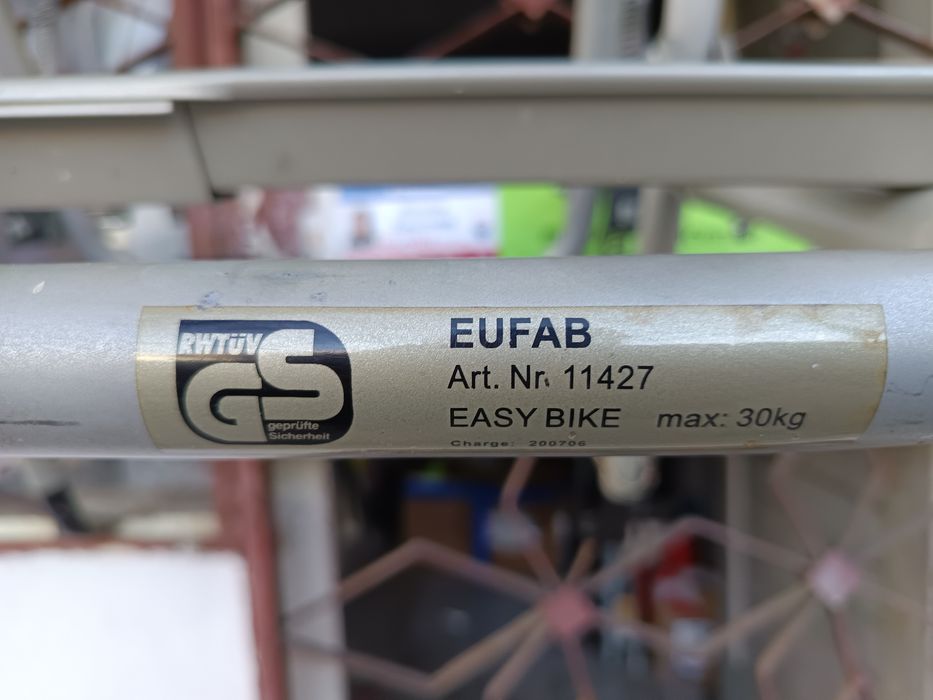 RWTÜV
GS
geprüfte
Sicherheit
EUFAB
Art. Nr. 11427
EASY BIKE max: 30kg
Charge: 200706